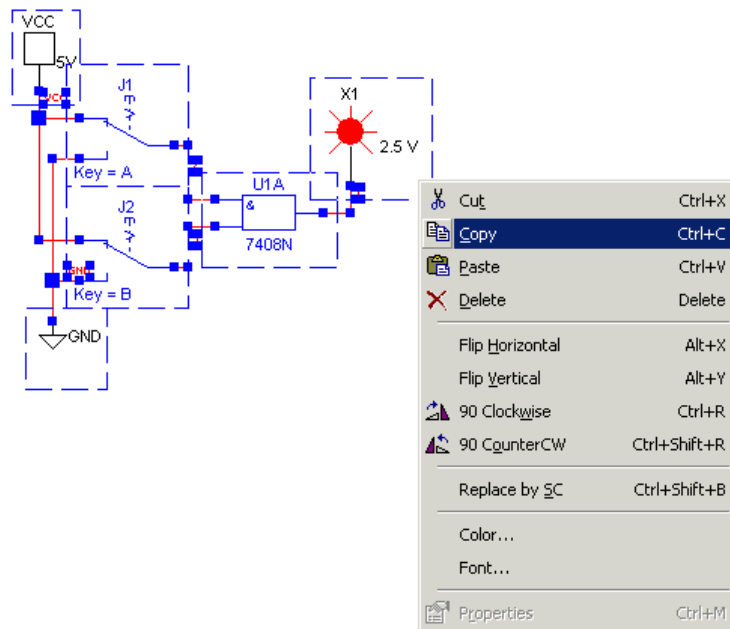 VCC
5V
VCC
J1
Key = A
J2
GND
Key = B
GND
U1A
&
7408N
X1
2.5 V
Cut Ctrl+X
Copy Ctrl+C
Paste Ctrl+V
Delete Delete
Flip Horizontal Alt+X
Flip Vertical Alt+Y
90 Clockwise Ctrl+R
90 CounterCW Ctrl+Shift+R
Replace by SC Ctrl+Shift+B
Color...
Font...
Properties Ctrl+M